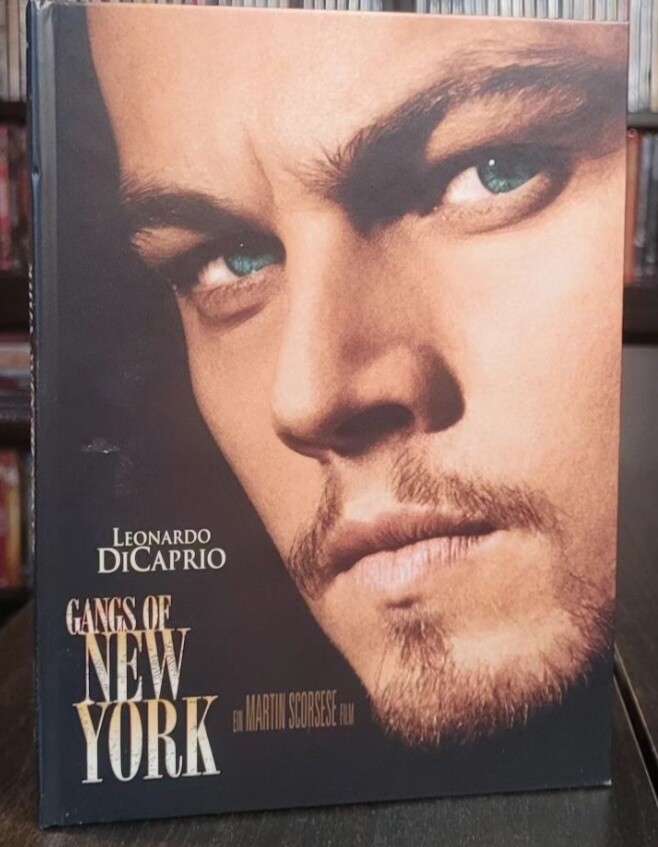 LEONARDO
DICAPRIO
GANGS OF
NEW
YORK
EIN MARTIN SCORSESE FILM